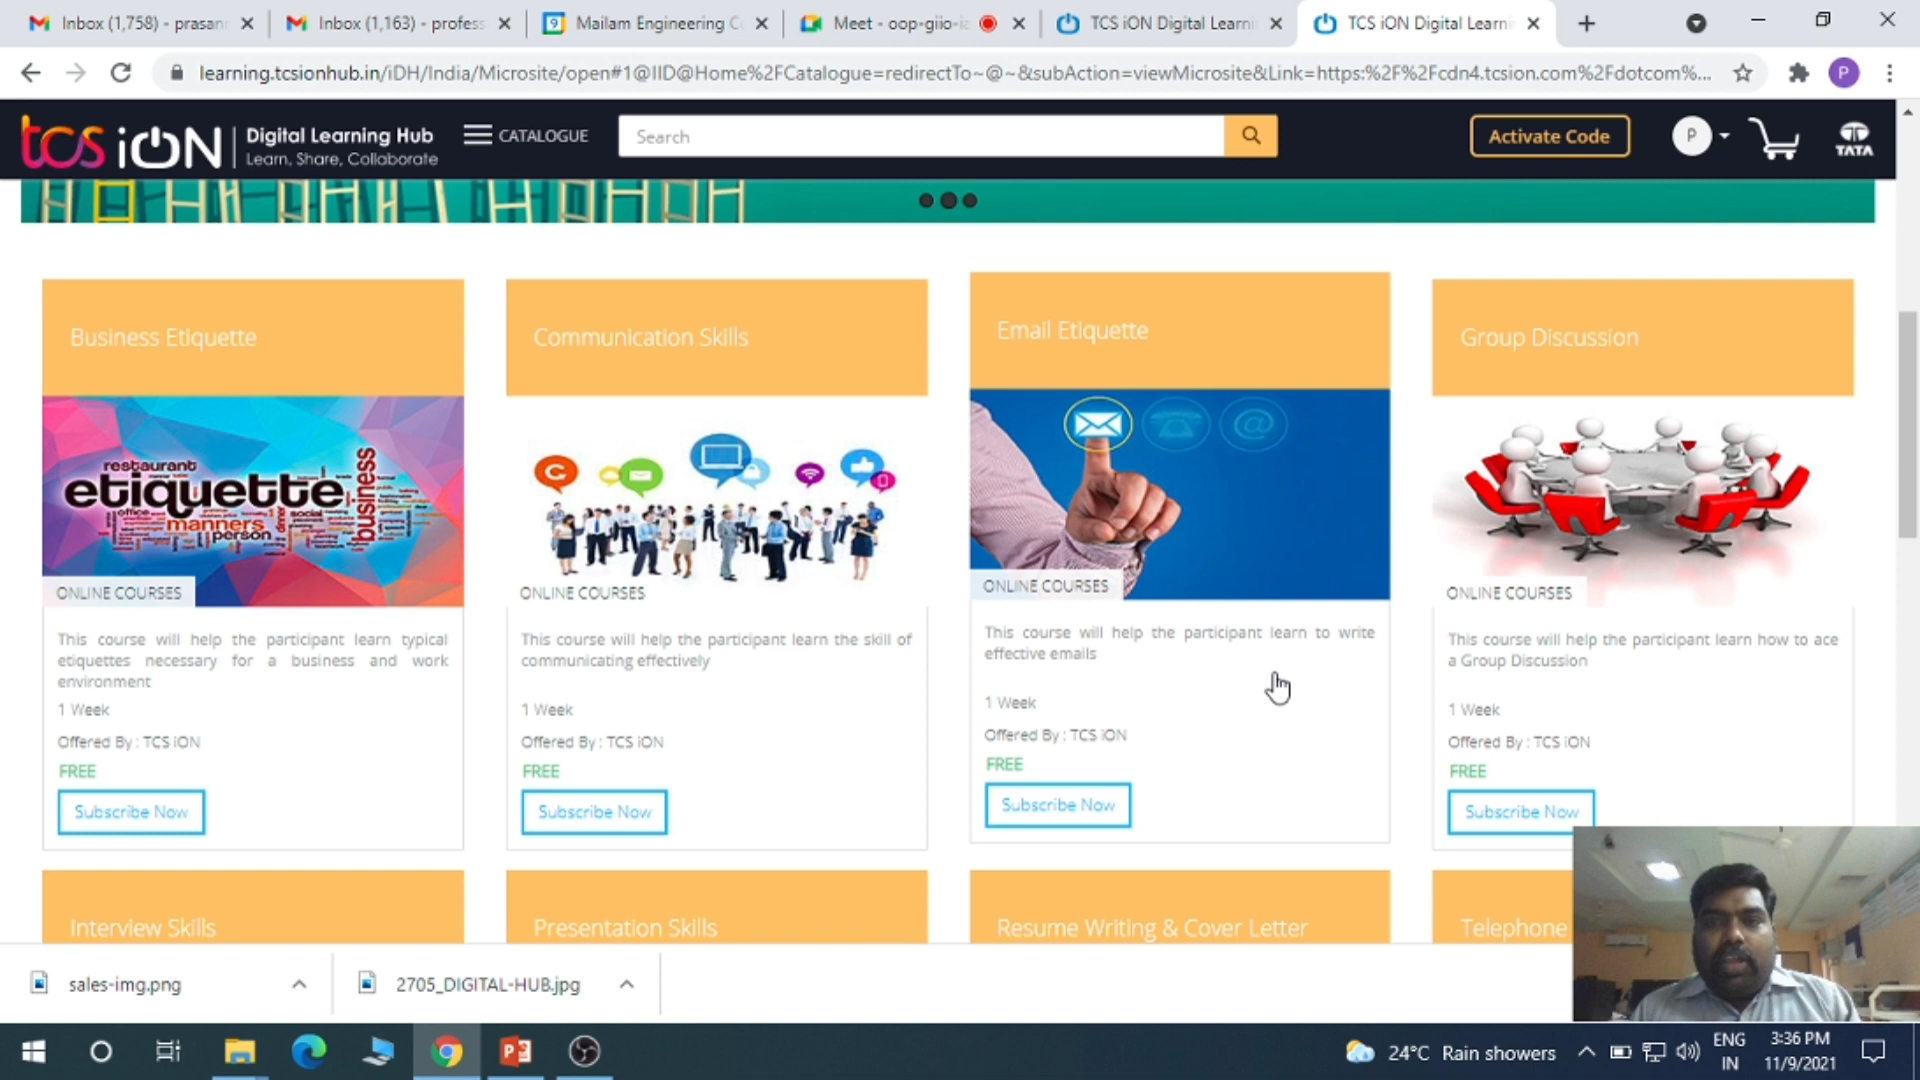 Inbox (1,758) - prasann
Inbox (1,163) - profess
9
Mailam Engineering C
Meet - oop-giio-i
TCS iON Digital Learni
TCS iON Digital Learni
learning.tcsionhub.in/iDH/India/Microsite/open#1@IID@Home%2FCatalogue=redirectTo~@~&subAction=viewMicrosite&Link=https:%2F%2Fcdn4.tcsion.com%2Fdotcom%...
P
tcs iON
Digital Learning Hub
Learn, Share, Collaborate
CATALOGUE
Search
Activate Code
P
TATA
Business Etiquette
Communication Skills
Email Etiquette
Group Discussion
restaurant
etiquette
business
office
manners
social
person
ONLINE COURSES
ONLINE COURSES
ONLINE COURSES
ONLINE COURSES
This course will help the participant learn typical
etiquettes necessary for a business and work
environment
1 Week
Offered By : TCS iON
FREE
Subscribe Now
This course will help the participant learn the skill of
communicating effectively
1 Week
Offered By : TCS iON
FREE
Subscribe Now
This course will help the participant learn to write
effective emails
1 Week
Offered By : TCS iON
FREE
Subscribe Now
This course will help the participant learn how to ace
a Group Discussion
1 Week
Offered By : TCS iON
FREE
Subscribe Now
Interview Skills
Presentation Skills
Resume Writing & Cover Letter
Telephone
sales-img.png
2705_DIGITAL-HUB.jpg
24°C Rain showers
ENG
IN
3:36 PM
11/9/2021